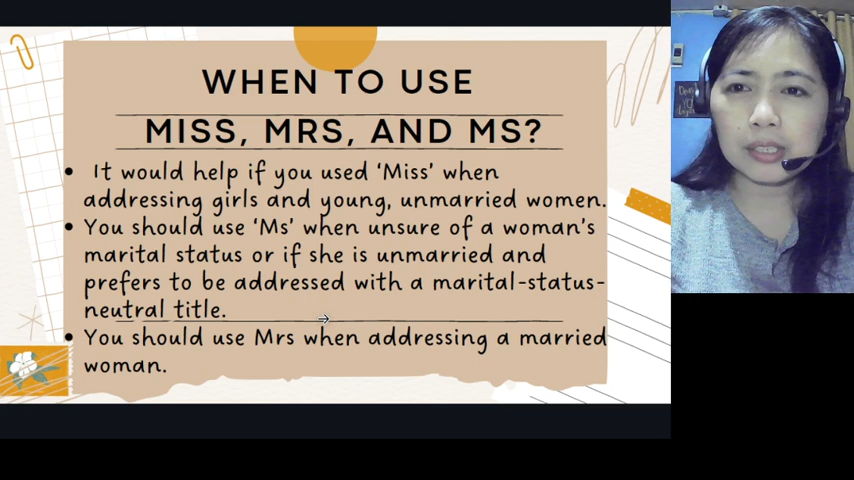 WHEN TO USE
MISS, MRS, AND MS?
• It would help if you used ‘Miss’ when
addressing girls and young, unmarried women.
• You should use ‘Ms’ when unsure of a woman’s
marital status or if she is unmarried and
prefers to be addressed with a marital-status-
neutral title.
• You should use Mrs when addressing a married
woman.